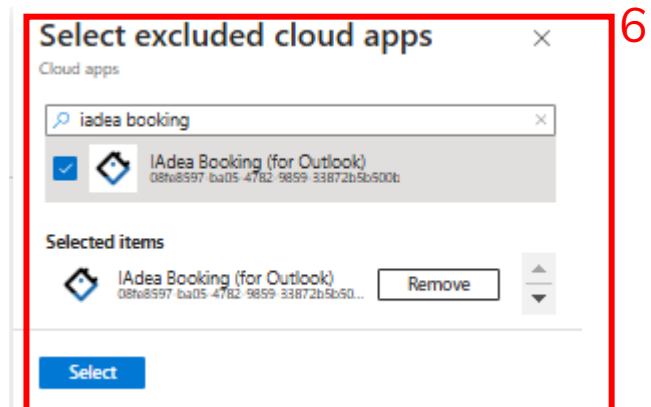 Select excluded cloud apps
6
Cloud apps
iadea booking
IAdea Booking (for Outlook)
08fe8597-ba05-4782-9859-33872b5b500b
Selected items
IAdea Booking (for Outlook)
08fe8597-ba05-4782-9859-33872b5b50...
Remove
Select